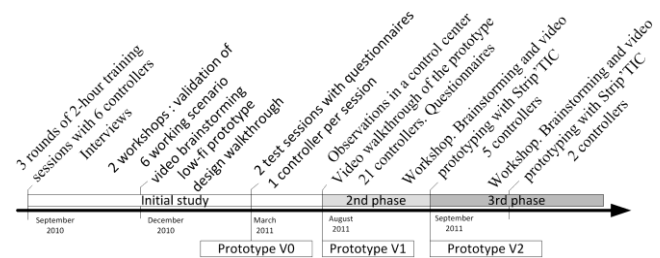 3 rounds of 2-hour training
sessions with 6 controllers
Interviews
2 workshops : validation of
6 working scenario
video brainstorming
low-fi prototype
design walkthrough
2 test sessions with questionnaires
1 controller per session
Observations in a control center
Video walkthrough of the prototype
21 controllers. Questionnaires
Workshop. Brainstorming and video
prototyping with Strip'TIC
5 controllers
Workshop. Brainstorming and video
prototyping with Strip'TIC
2 controllers
Initial study
2nd phase
3rd phase
September
2010
December
2010
March
2011
August
2011
September
2011
Prototype V0
Prototype V1
Prototype V2